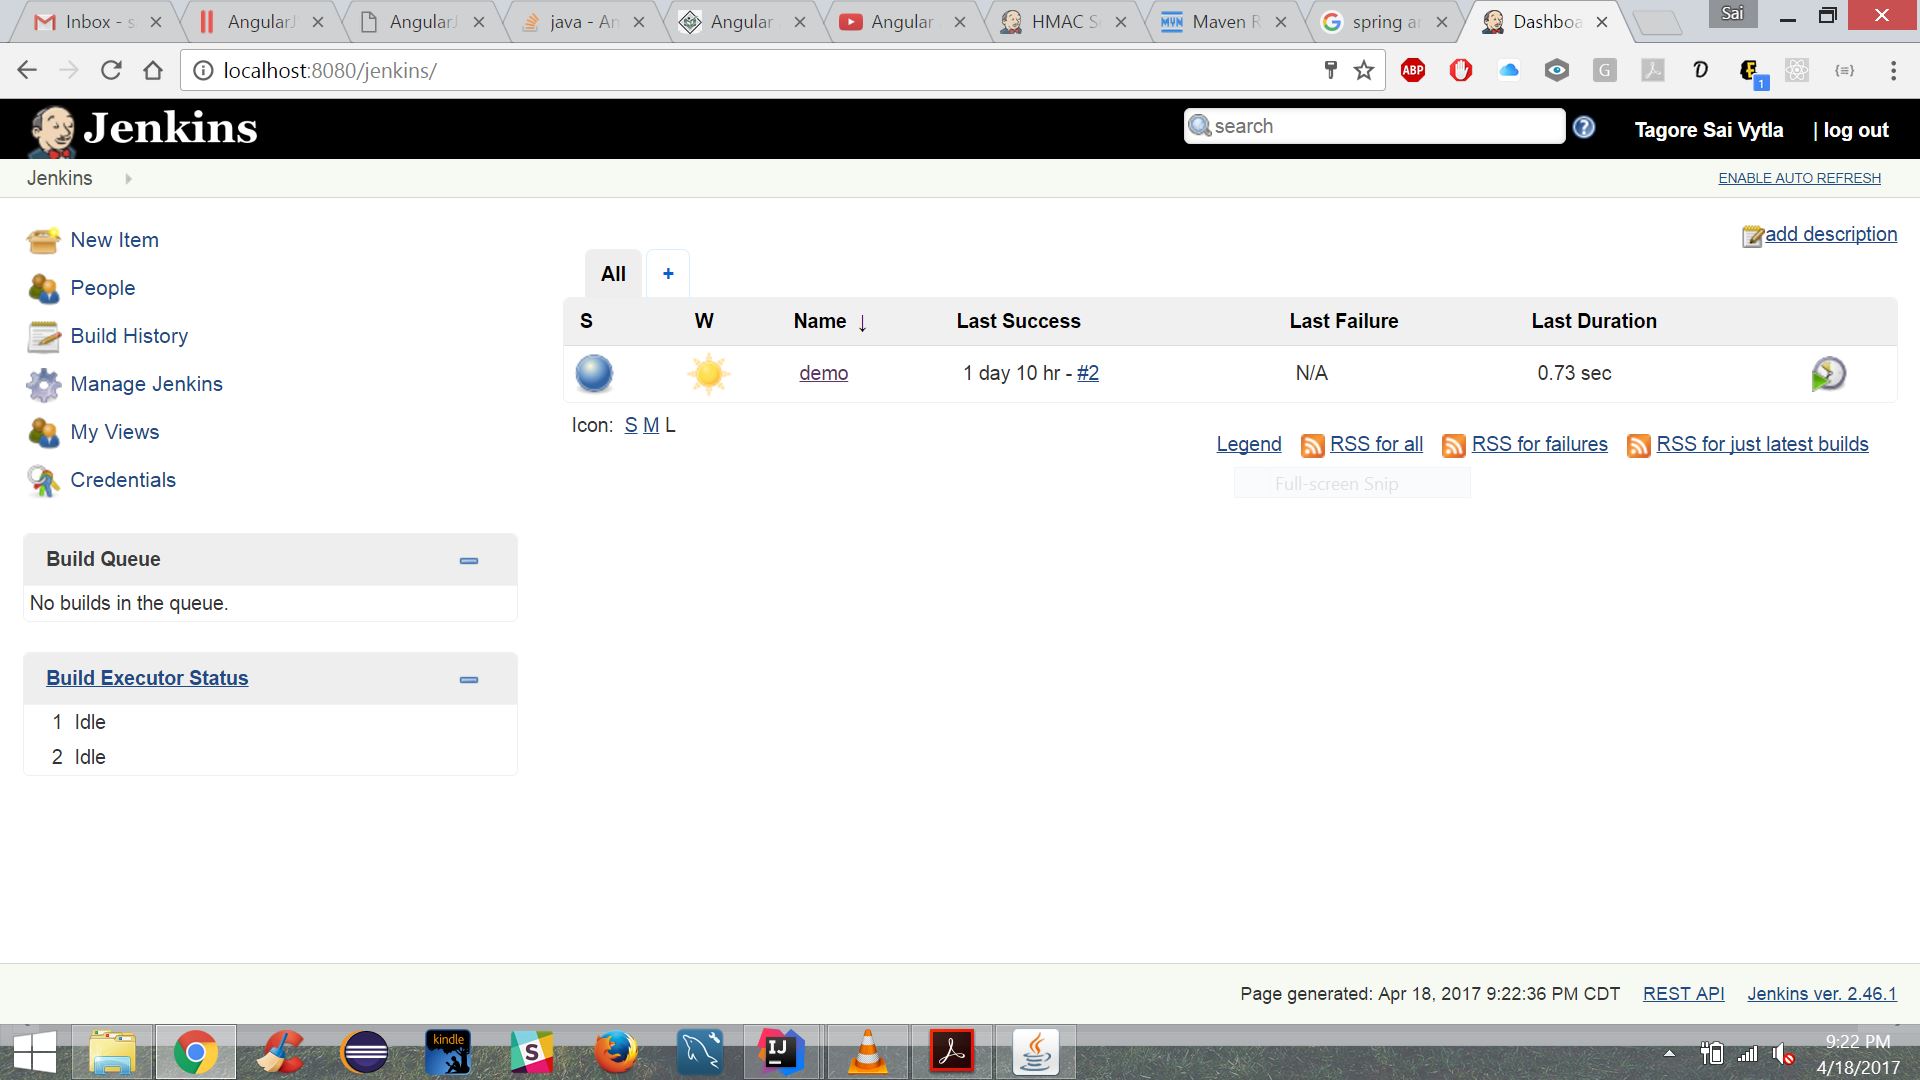 Inbox - s
AngularJ
AngularJ
java - An
Angular
Angular
HMAC S
Maven R
spring ar
Dashboa
Sai
localhost:8080/jenkins/
ABP
G
D
1
{≡}
Jenkins
search
Tagore Sai Vytla
| log out
Jenkins
ENABLE AUTO REFRESH
New Item
People
Build History
Manage Jenkins
My Views
Credentials
add description
All
+
S W Name ↓ Last Success Last Failure Last Duration
demo 1 day 10 hr - #2 N/A 0.73 sec
Icon: S M L
Legend RSS for all RSS for failures RSS for just latest builds
Full-screen Snip
Build Queue
No builds in the queue.
Build Executor Status
1 Idle
2 Idle
Page generated: Apr 18, 2017 9:22:36 PM CDT REST API Jenkins ver. 2.46.1
kindle
S
IJ
9:22 PM
4/18/2017